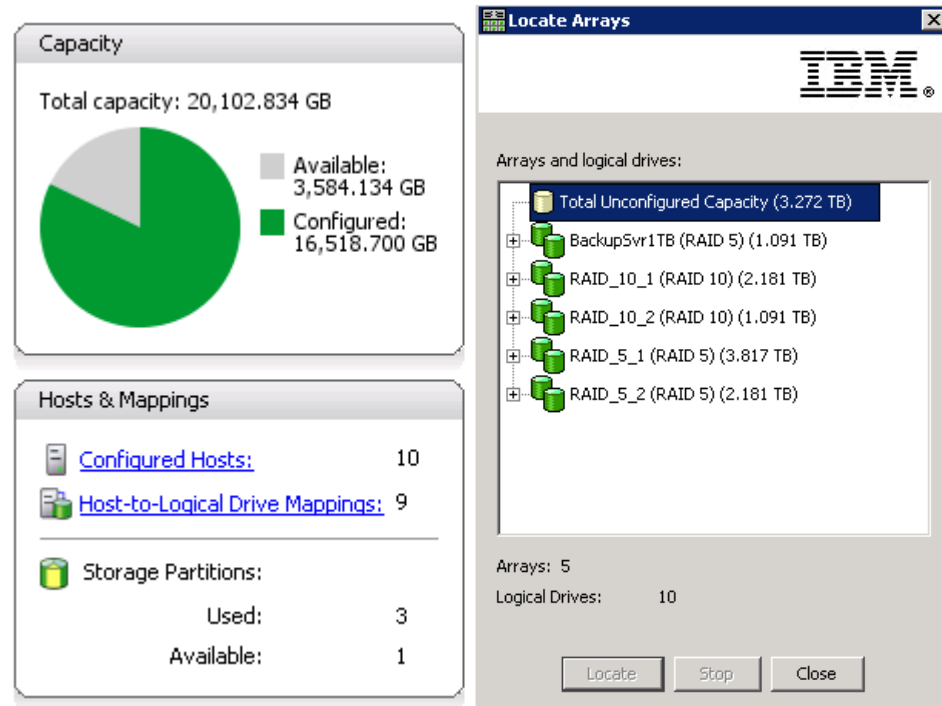 Capacity
Total capacity: 20,102.834 GB
Available:
3,584.134 GB
Configured:
16,518.700 GB
Hosts & Mappings
Configured Hosts: 10
Host-to-Logical Drive Mappings: 9
Storage Partitions:
Used: 3
Available: 1
Locate Arrays
IBM®
Arrays and logical drives:
Total Unconfigured Capacity (3.272 TB)
BackupSvr1TB (RAID 5) (1.091 TB)
RAID_10_1 (RAID 10) (2.181 TB)
RAID_10_2 (RAID 10) (1.091 TB)
RAID_5_1 (RAID 5) (3.817 TB)
RAID_5_2 (RAID 5) (2.181 TB)
Arrays: 5
Logical Drives: 10
Locate Stop Close